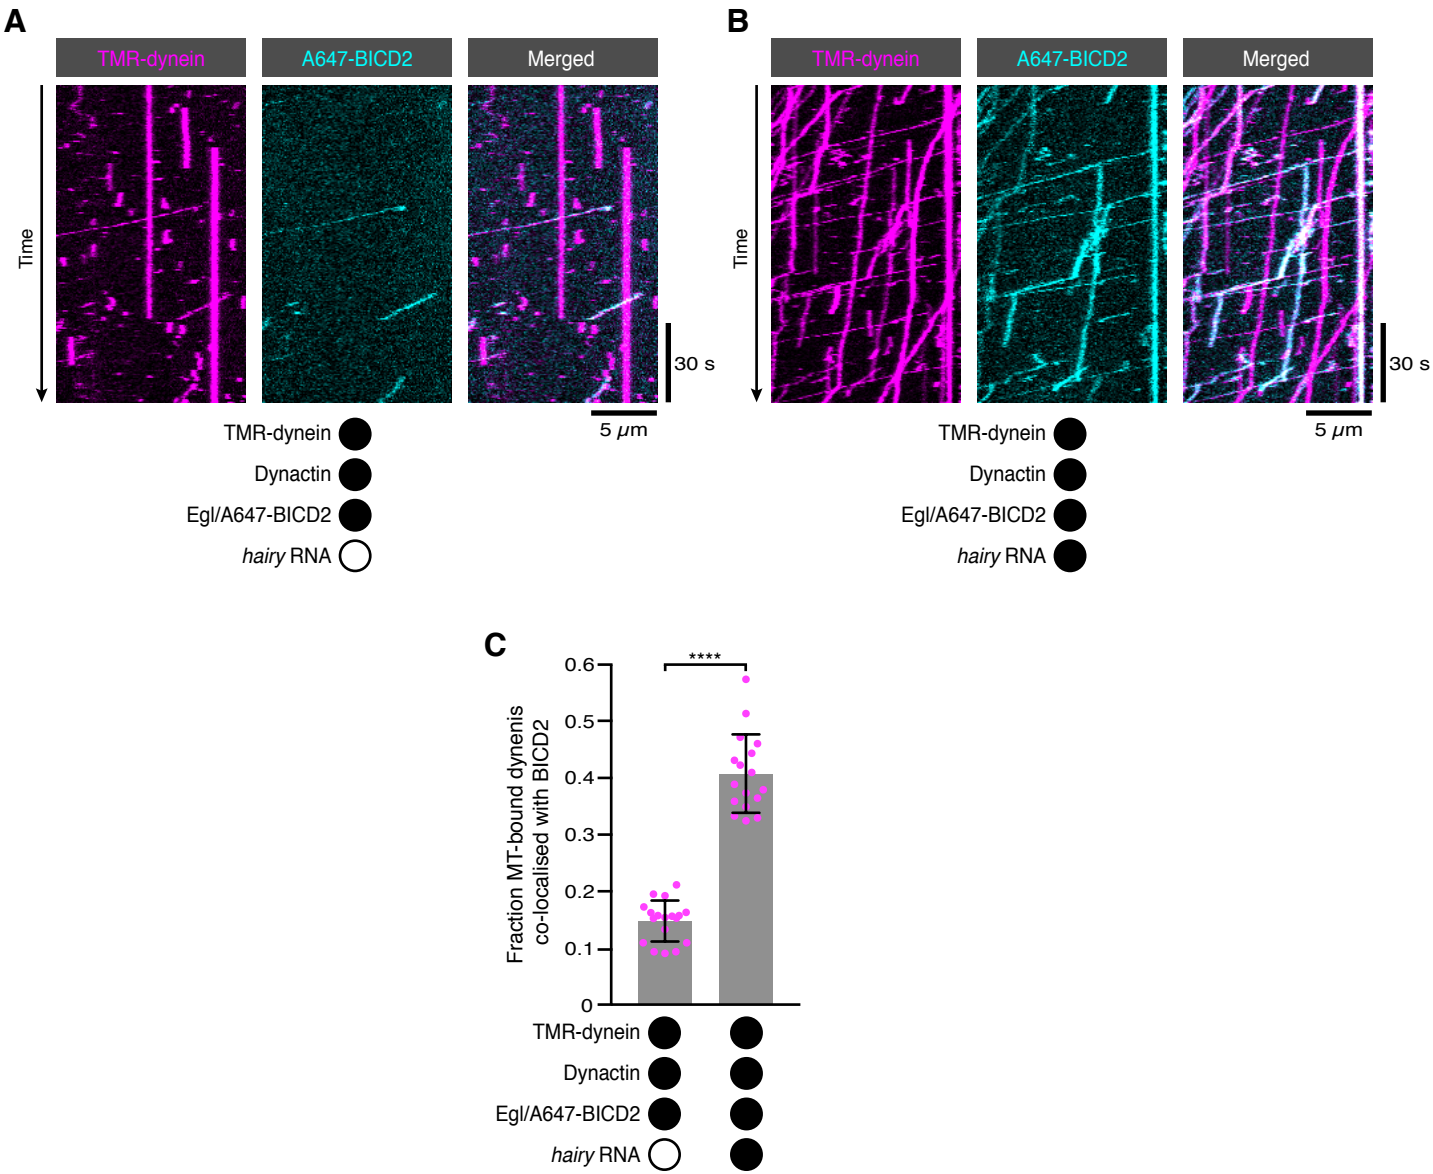 A
TMR-dynein
A647-BICD2
Merged
Time
30 s
5 µm
TMR-dynein
Dynactin
Egl/A647-BICD2
hairy RNA
B
TMR-dynein
A647-BICD2
Merged
Time
30 s
5 µm
TMR-dynein
Dynactin
Egl/A647-BICD2
hairy RNA
C
****
Fraction MT-bound dynenis
co-localised with BICD2
0.6
0.5
0.4
0.3
0.2
0.1
0
TMR-dynein
Dynactin
Egl/A647-BICD2
hairy RNA